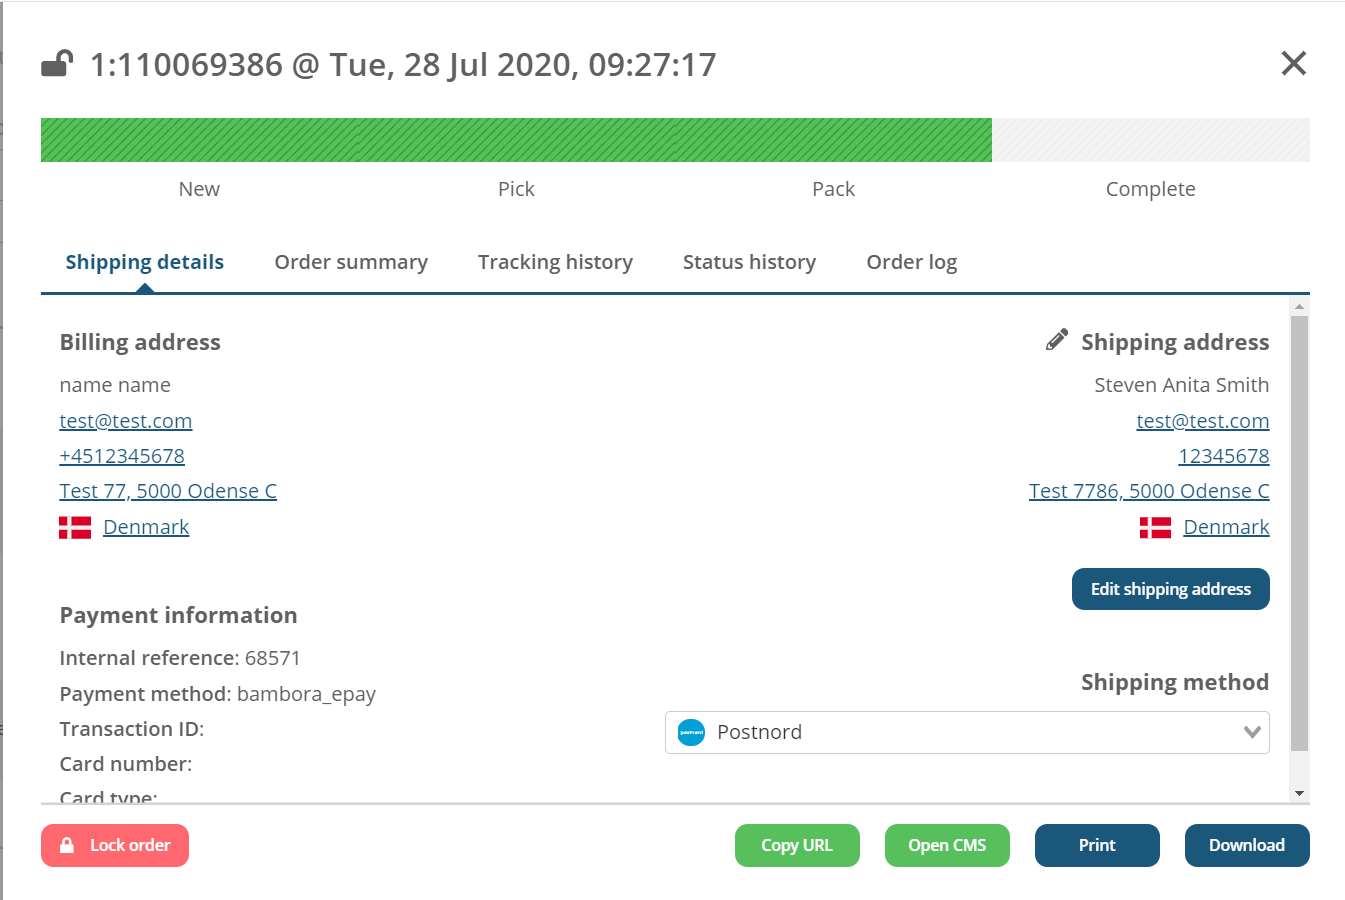 1:110069386 @ Tue, 28 Jul 2020, 09:27:17
New Pick Pack Complete
Shipping details Order summary Tracking history Status history Order log
Billing address
name name
test@test.com
+4512345678
Test 77, 5000 Odense C
Denmark
Shipping address
Steven Anita Smith
test@test.com
12345678
Test 7786, 5000 Odense C
Denmark
Edit shipping address
Payment information
Internal reference: 68571
Payment method: bambora_epay
Transaction ID:
Card number:
Card type:
Shipping method
postnord Postnord
Lock order Copy URL Open CMS Print Download